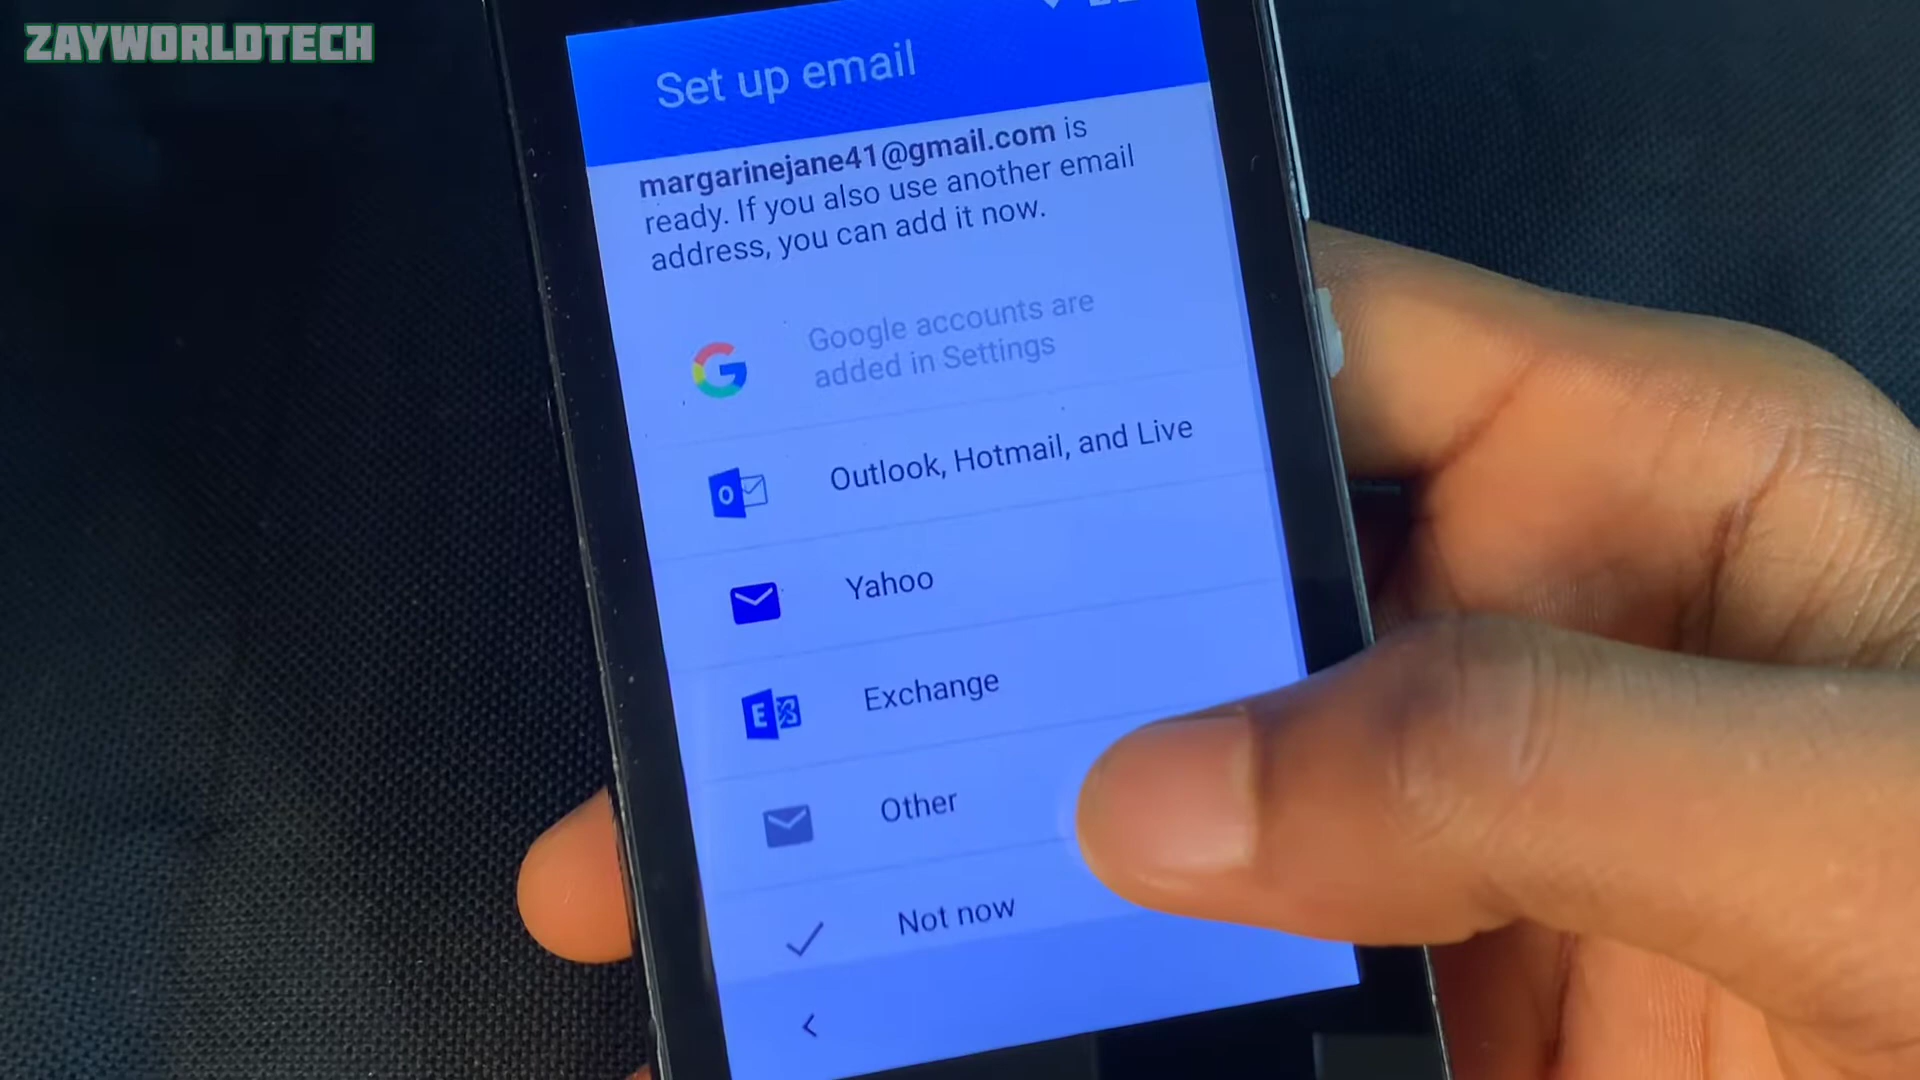 ZAYWORLDTECH
Set up email
margarinejane41@gmail.com is
ready. If you also use another email
address, you can add it now.
Google accounts are
added in Settings
Outlook, Hotmail, and Live
Yahoo
Exchange
Other
Not now